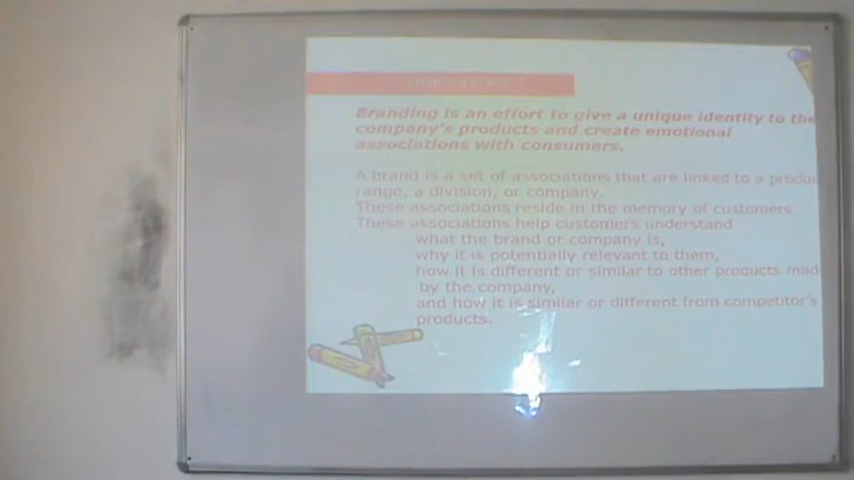 Branding is an effort to give a unique identity to the
company's products and create emotional
associations with consumers.
A brand is a set of associations that are linked to a produc
range, a division, or company.
These associations reside in the memory of customers.
These associations help customers understand
what the brand or company is,
why it is potentially relevant to them,
how it is different or similar to other products mad
by the company,
and how it is similar or different from competitor's
products.